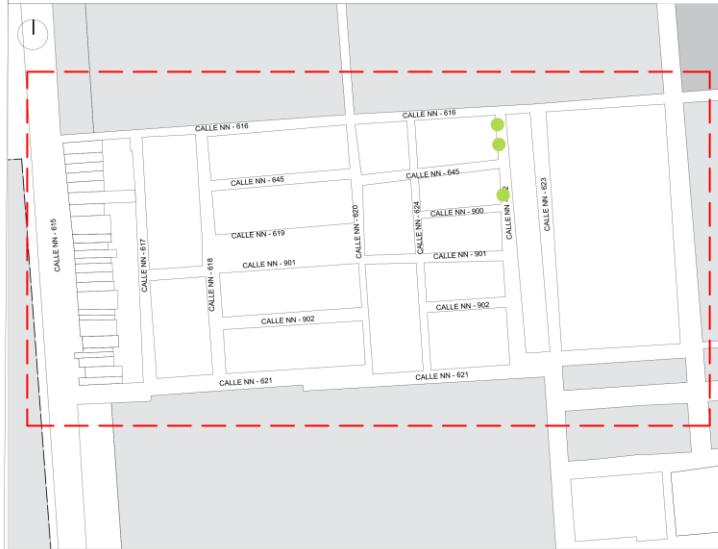 CALLE NN - 616
CALLE NN - 616
CALLE NN - 645
CALLE NN - 645
CALLE NN - 900
CALLE NN - 619
CALLE NN - 901
CALLE NN - 901
CALLE NN - 902
CALLE NN - 902
CALLE NN - 621
CALLE NN - 621
CALLE NN - 615
CALLE NN - 617
CALLE NN - 618
CALLE NN - 620
CALLE NN - 624
CALLE NN
CALLE NN - 623